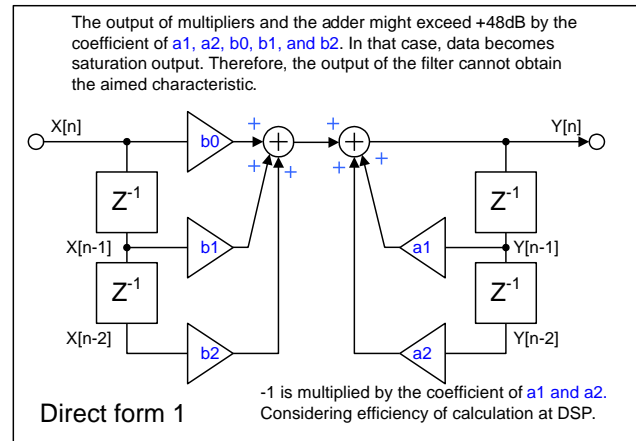 The output of multipliers and the adder might exceed +48dB by the
coefficient of a1, a2, b0, b1, and b2. In that case, data becomes
saturation output. Therefore, the output of the filter cannot obtain
the aimed characteristic.
X[n]
Y[n]
b0
+
+
+
+
+
+
+
+
Z-1
Z-1
X[n-1]
b1
a1
Y[n-1]
Z-1
Z-1
X[n-2]
b2
a2
Y[n-2]
-1 is multiplied by the coefficient of a1 and a2.
Considering efficiency of calculation at DSP.
Direct form 1